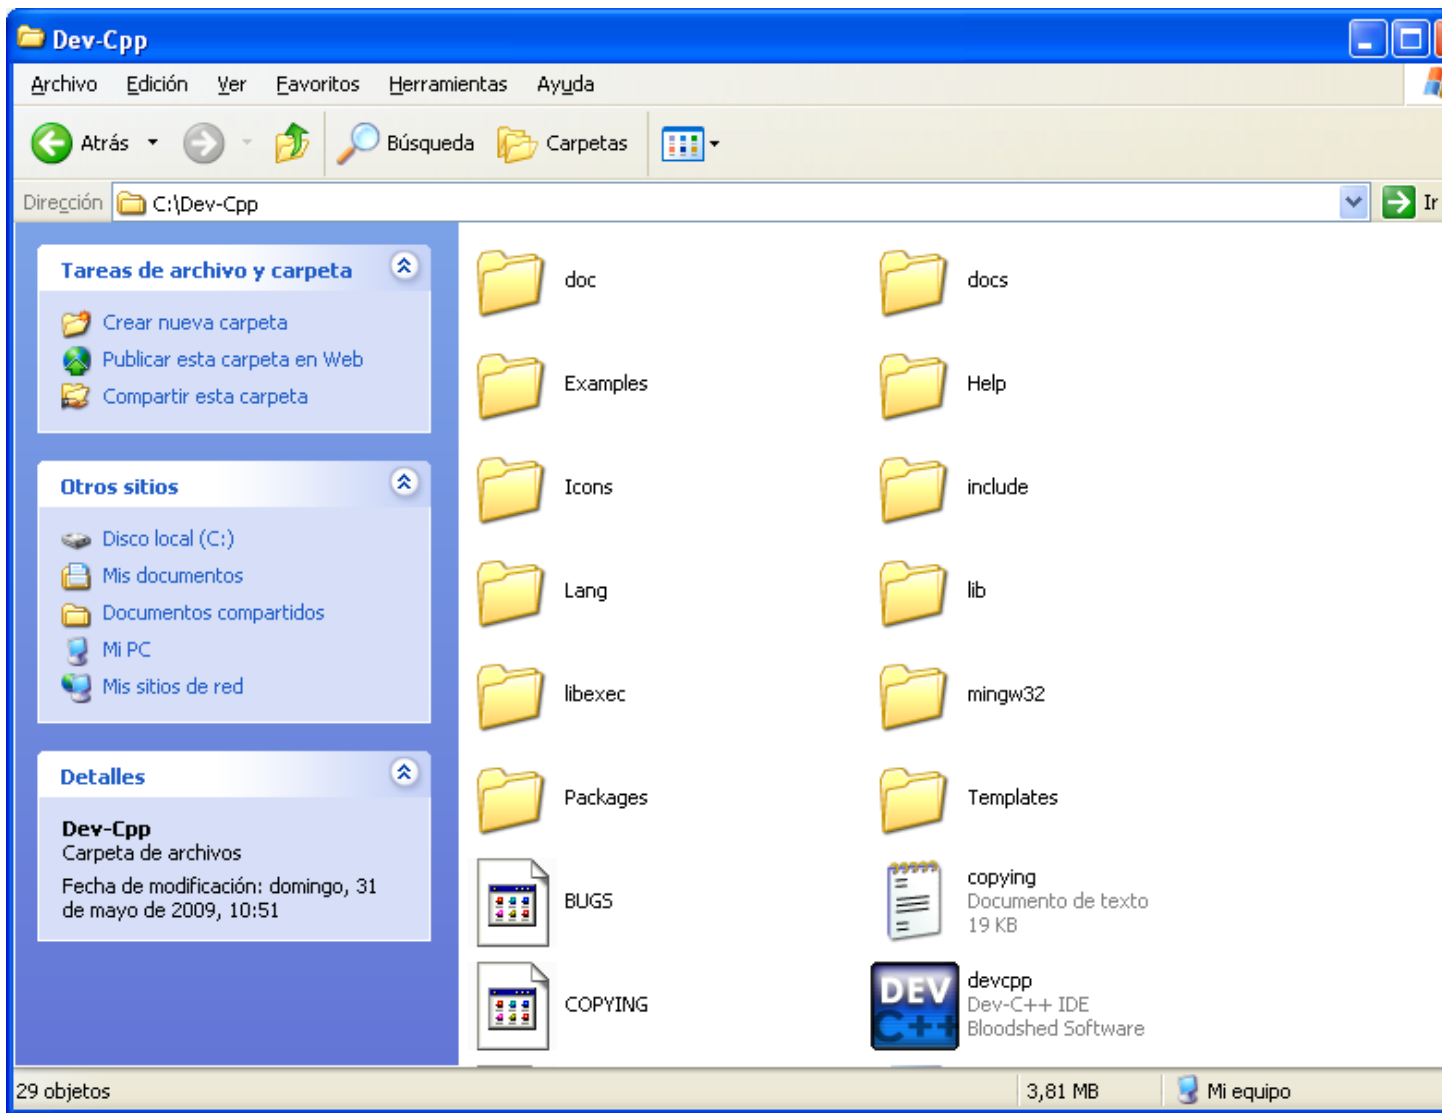 Dev-Cpp
Archivo Edición Ver Favoritos Herramientas Ayuda
Atrás Búsqueda Carpetas
Dirección C:\Dev-Cpp Ir
Tareas de archivo y carpeta
Crear nueva carpeta
Publicar esta carpeta en Web
Compartir esta carpeta
Otros sitios
Disco local (C:)
Mis documentos
Documentos compartidos
Mi PC
Mis sitios de red
Detalles
Dev-Cpp
Carpeta de archivos
Fecha de modificación: domingo, 31
de mayo de 2009, 10:51
doc docs
Examples Help
Icons include
Lang lib
libexec mingw32
Packages Templates
BUGS
copying
Documento de texto
19 KB
COPYING
DEV
C++
devcpp
Dev-C++ IDE
Bloodshed Software
29 objetos 3,81 MB Mi equipo